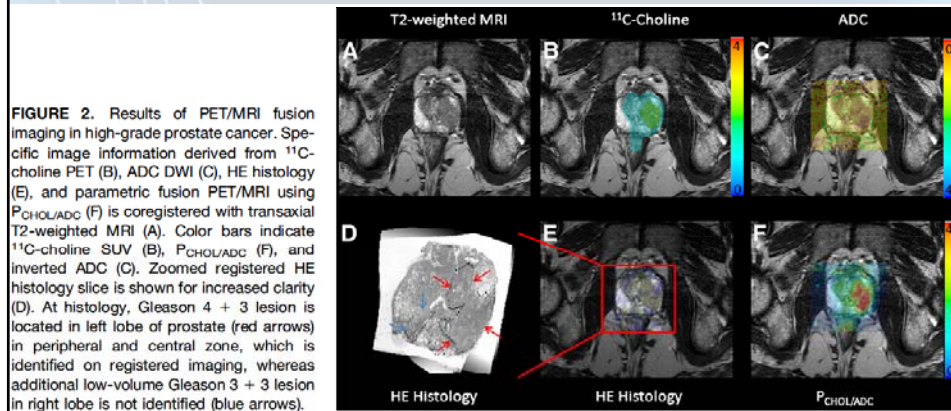 FIGURE 2. Results of PET/MRI fusion
imaging in high-grade prostate cancer. Spe-
cific image information derived from ¹¹C-
choline PET (B), ADC DWI (C), HE histology
(E), and parametric fusion PET/MRI using
P_CHOL/ADC (F) is coregistered with transaxial
T2-weighted MRI (A). Color bars indicate
¹¹C-choline SUV (B), P_CHOL/ADC (F), and
inverted ADC (C). Zoomed registered HE
histology slice is shown for increased clarity
(D). At histology, Gleason 4 + 3 lesion is
located in left lobe of prostate (red arrows)
in peripheral and central zone, which is
identified on registered imaging, whereas
additional low-volume Gleason 3 + 3 lesion
in right lobe is not identified (blue arrows).
T2-weighted MRI
¹¹C-Choline
ADC
A
B
4
0
C
0
D
E
F
4
0
HE Histology
HE Histology
P_CHOL/ADC